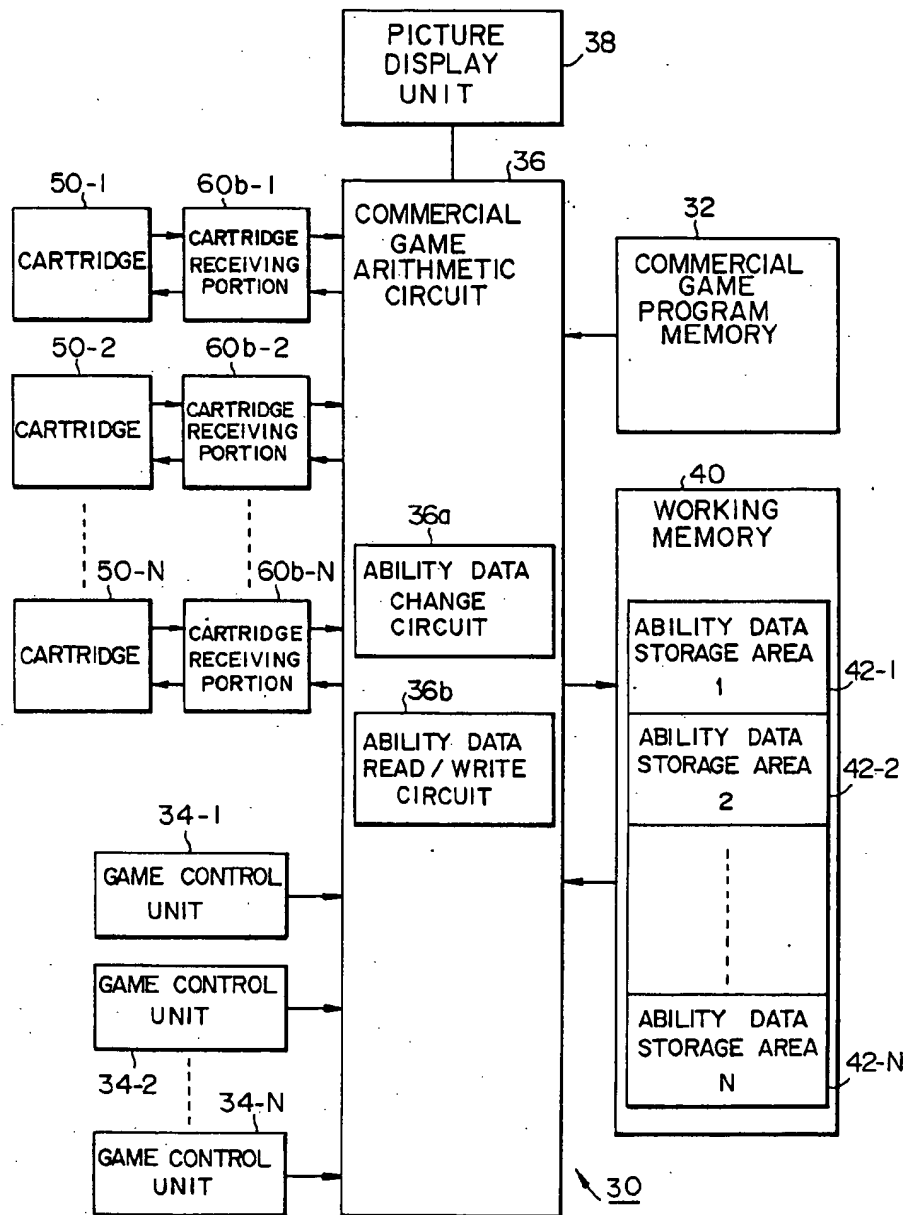 PICTURE
DISPLAY
UNIT
38
36
50-1
60b-1
CARTRIDGE
CARTRIDGE
RECEIVING
PORTION
COMMERCIAL
GAME
ARITHMETIC
CIRCUIT
32
COMMERCIAL
GAME
PROGRAM
MEMORY
50-2
60b-2
CARTRIDGE
CARTRIDGE
RECEIVING
PORTION
50-N
60b-N
CARTRIDGE
CARTRIDGE
RECEIVING
PORTION
36a
ABILITY DATA
CHANGE
CIRCUIT
36b
ABILITY DATA
READ / WRITE
CIRCUIT
40
WORKING
MEMORY
ABILITY DATA
STORAGE AREA
1
42-1
ABILITY DATA
STORAGE AREA
2
42-2
ABILITY DATA
STORAGE AREA
N
42-N
34-1
GAME CONTROL
UNIT
GAME CONTROL
UNIT
34-2
34-N
GAME CONTROL
UNIT
30